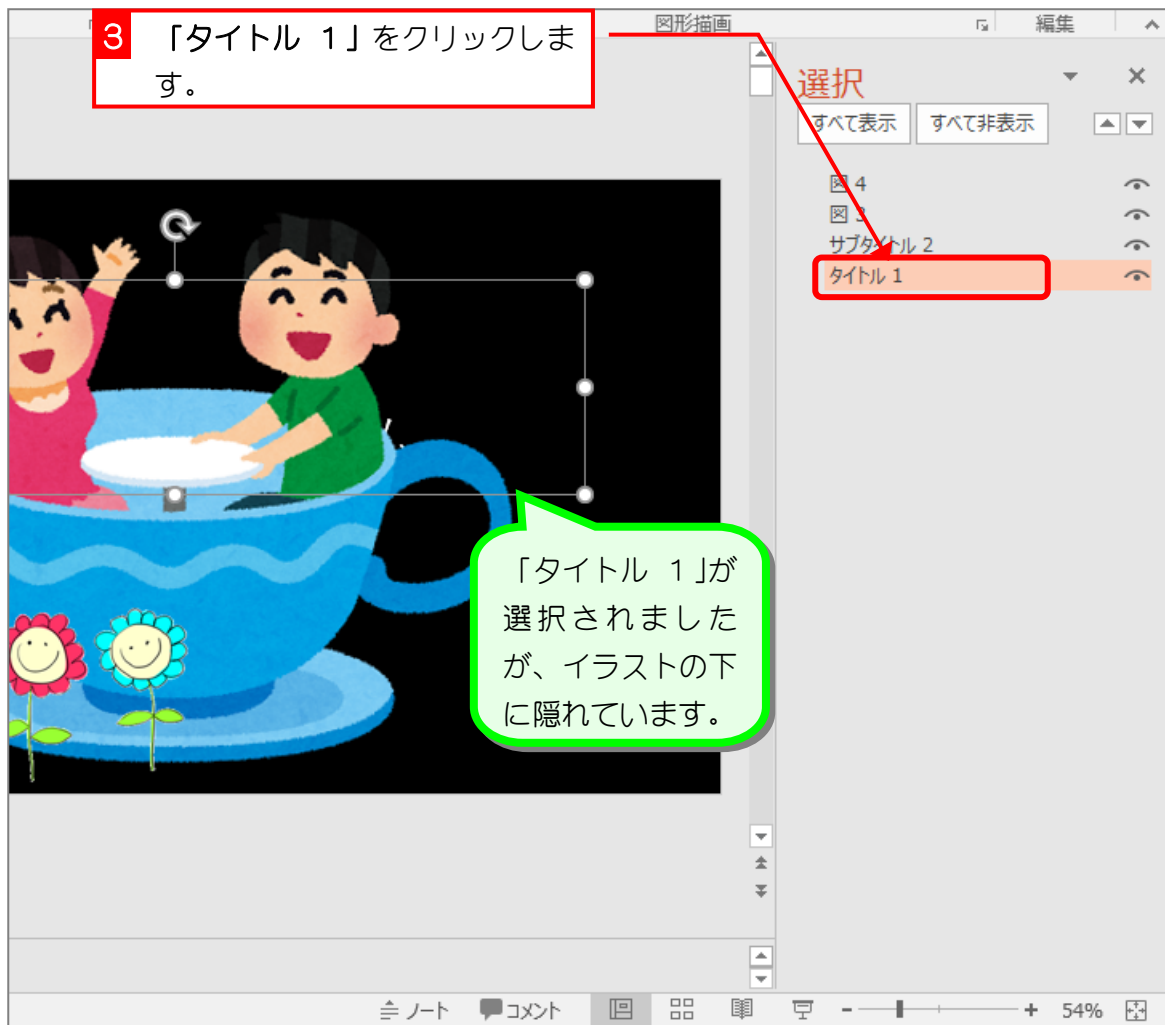 図形描画
編集
3 「タイトル 1」をクリックしま
す。
選択
すべて表示 すべて非表示
図 4
図 3
サブタイトル 2
タイトル 1
「タイトル 1」が
選択されました
が、イラストの下
に隠れています。
ノート コメント 54%